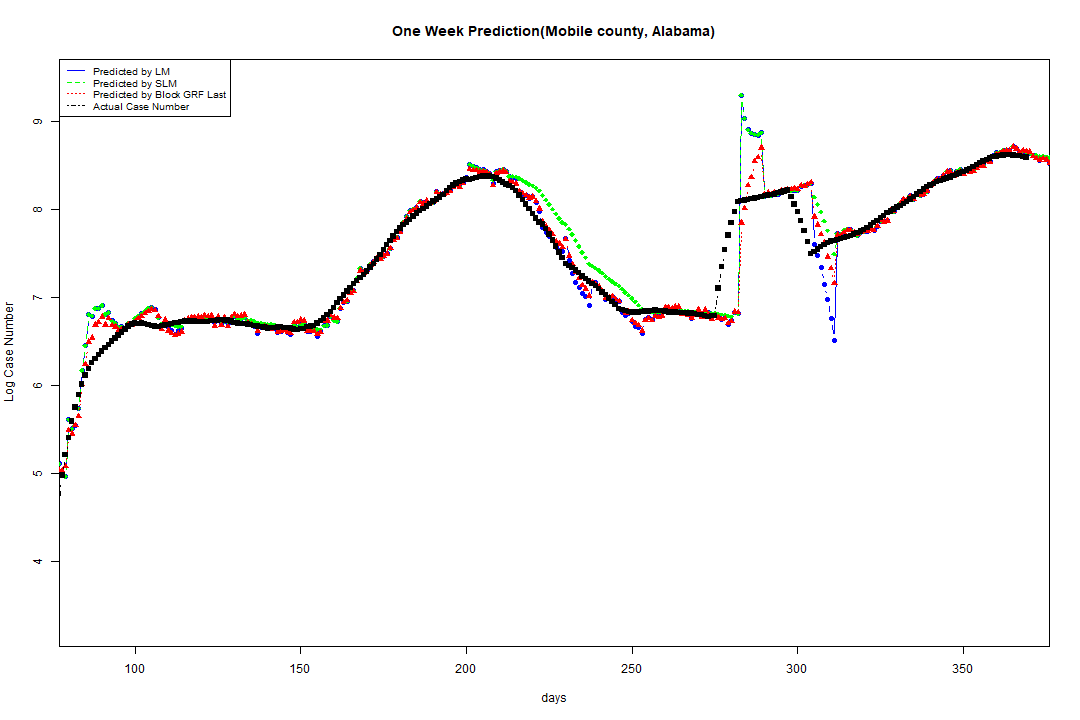 One Week Prediction(Mobile county, Alabama)
Predicted by LM
Predicted by SLM
Predicted by Block GRF Last
Actual Case Number
9
8
7
6
5
4
Log Case Number
100 150 200 250 300 350
days